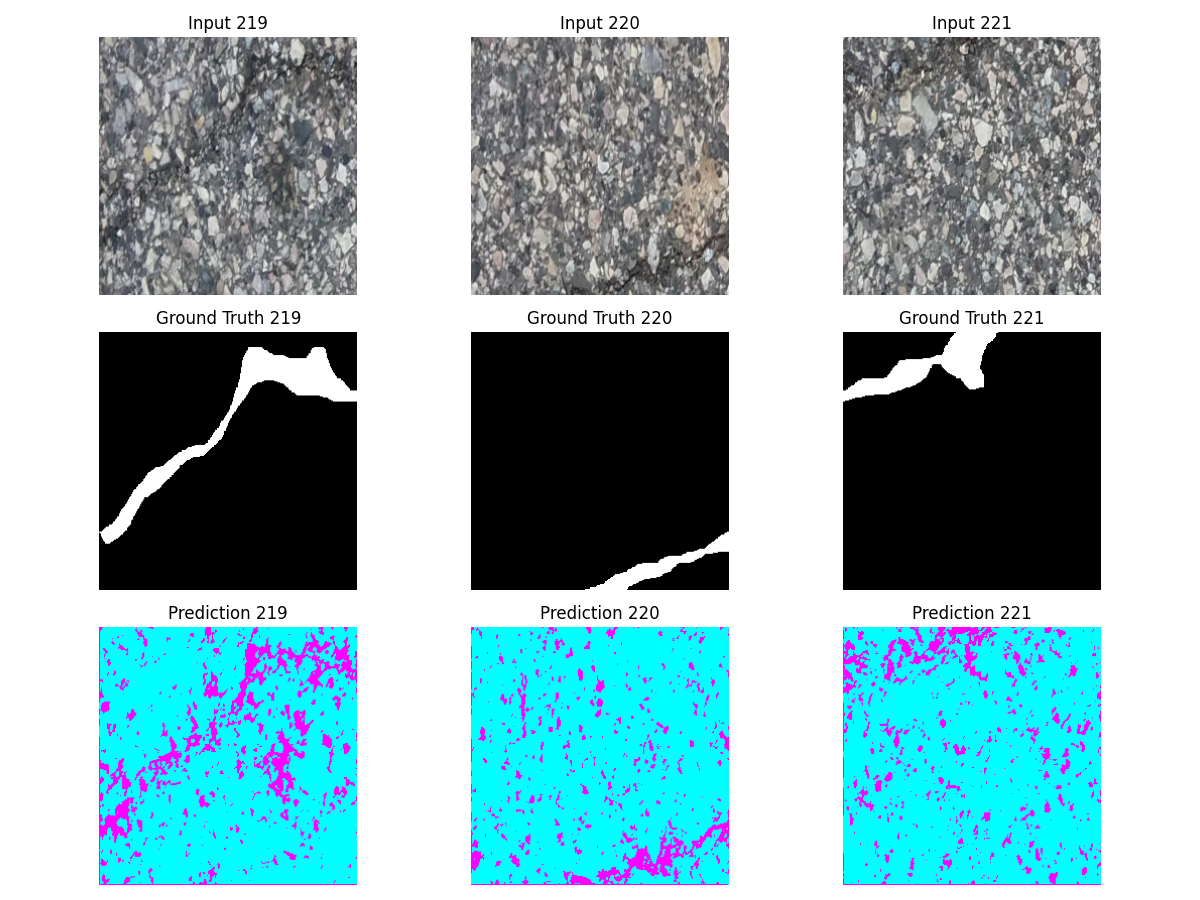 Input 219
Input 220
Input 221
Ground Truth 219
Ground Truth 220
Ground Truth 221
Prediction 219
Prediction 220
Prediction 221